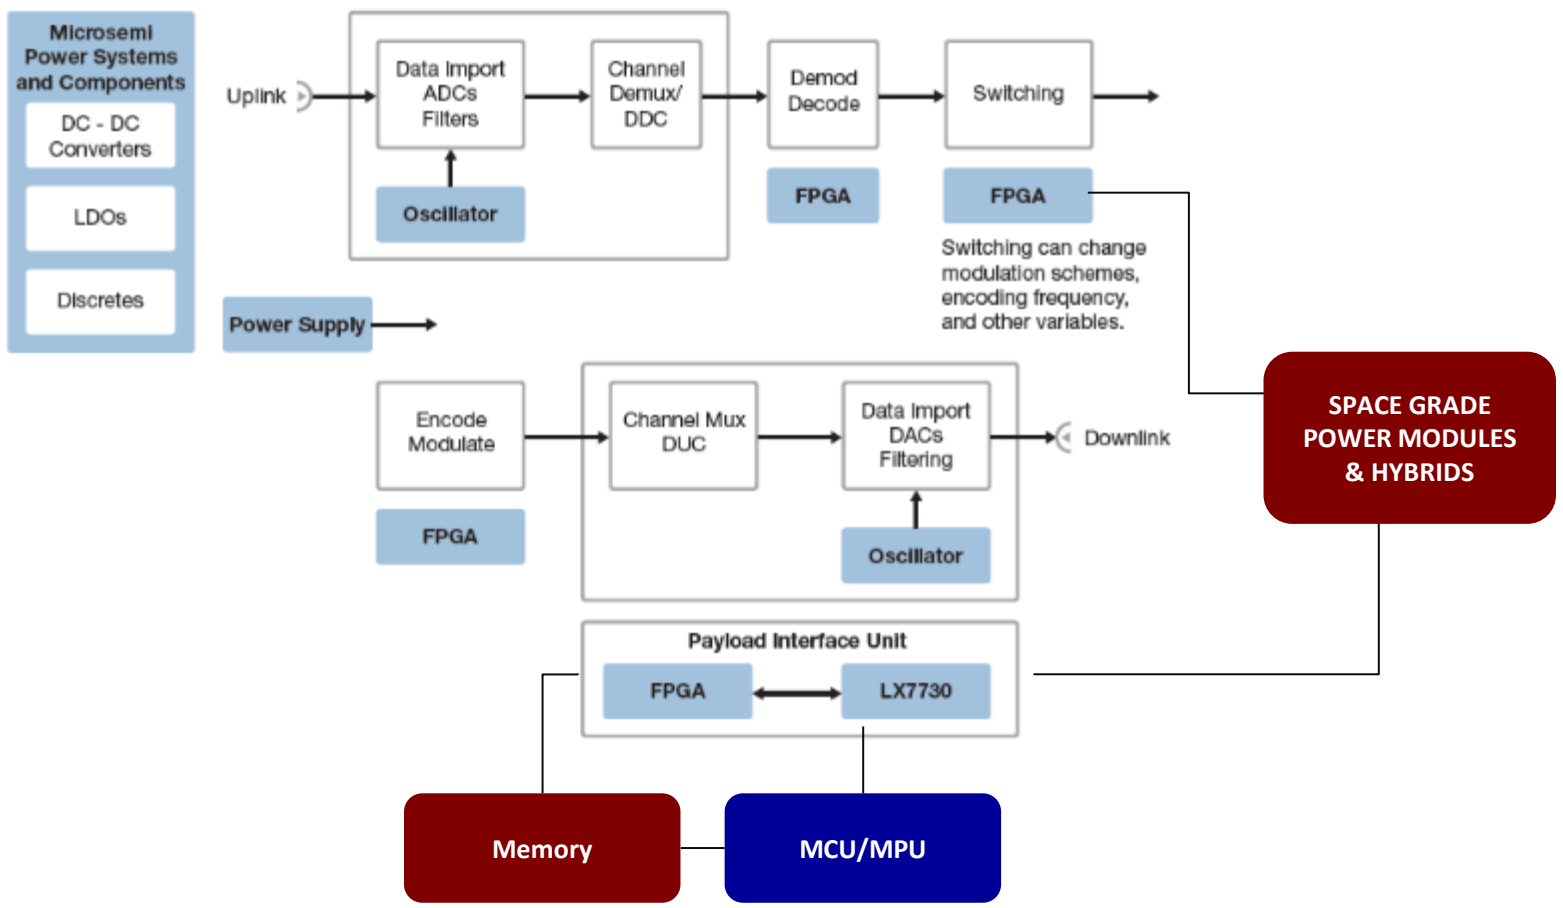 Microsemi
Power Systems
and Components
DC - DC
Converters
LDOs
Discretes
Uplink
Data Import
ADCs
Filters
Channel
Demux/
DDC
Demod
Decode
Switching
Oscillator
FPGA
FPGA
Switching can change
modulation schemes,
encoding frequency,
and other variables.
Power Supply
Encode
Modulate
Channel Mux
DUC
Data Import
DACs
Filtering
Downlink
FPGA
Oscillator
SPACE GRADE
POWER MODULES
& HYBRIDS
Payload Interface Unit
FPGA
LX7730
Memory
MCU/MPU